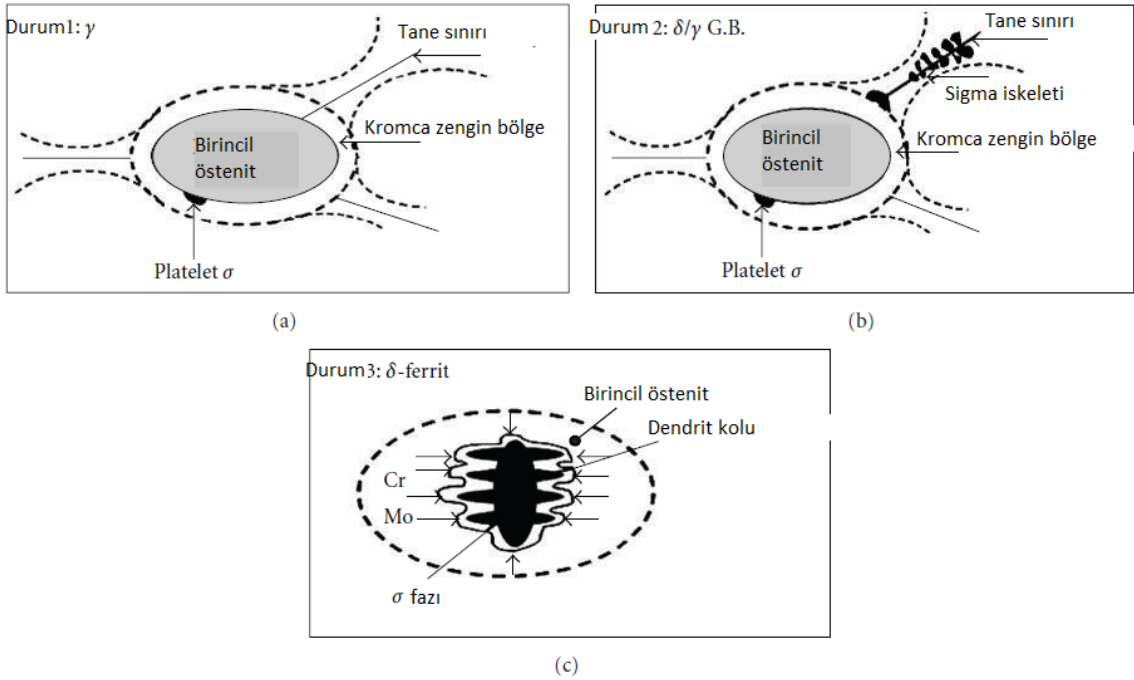 Durum1: γ
Tane sınırı
Birincil
östenit
Kromca zengin bölge
Platelet σ
(a)
Durum 2: δ/γ G.B.
Tane sınırı
Sigma iskeleti
Birincil
östenit
Kromca zengin bölge
Platelet σ
(b)
Durum3: δ-ferrit
Birincil östenit
Dendrit kolu
Cr
Mo
σ fazı
(c)